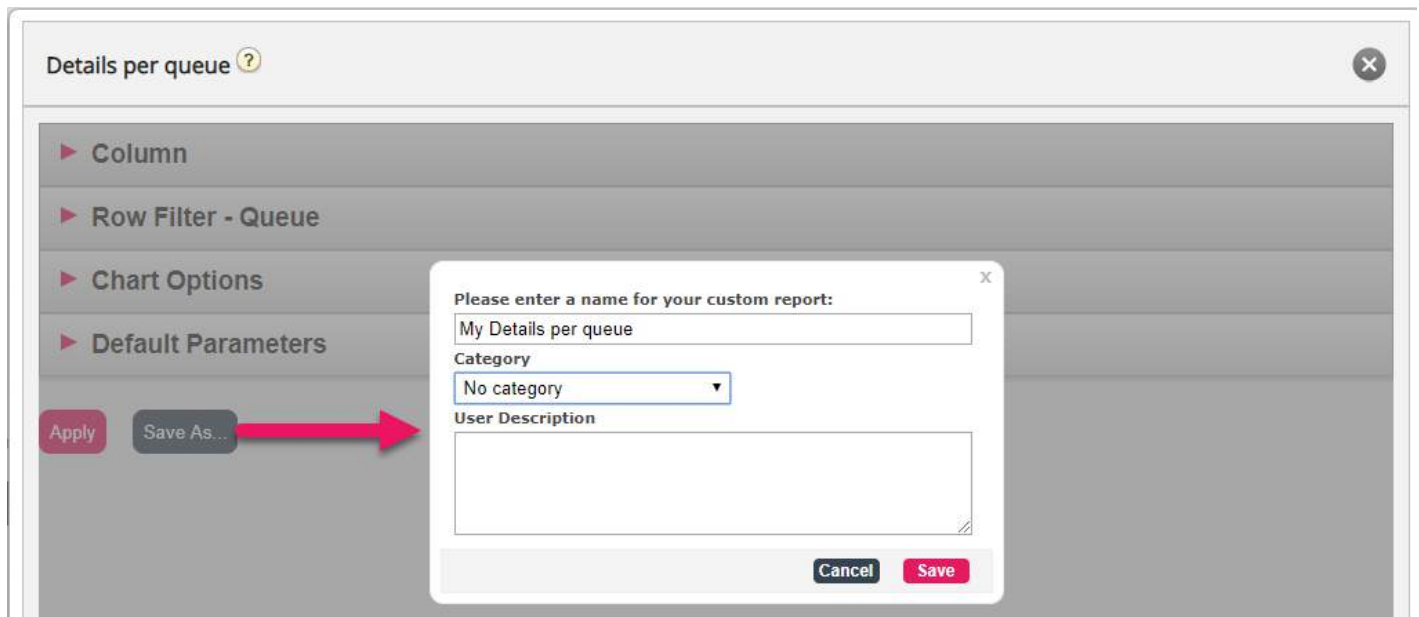 Details per queue ?
Column
Row Filter - Queue
Chart Options
Default Parameters
Apply Save As...
x
Please enter a name for your custom report:
My Details per queue
Category
No category
User Description
Cancel Save